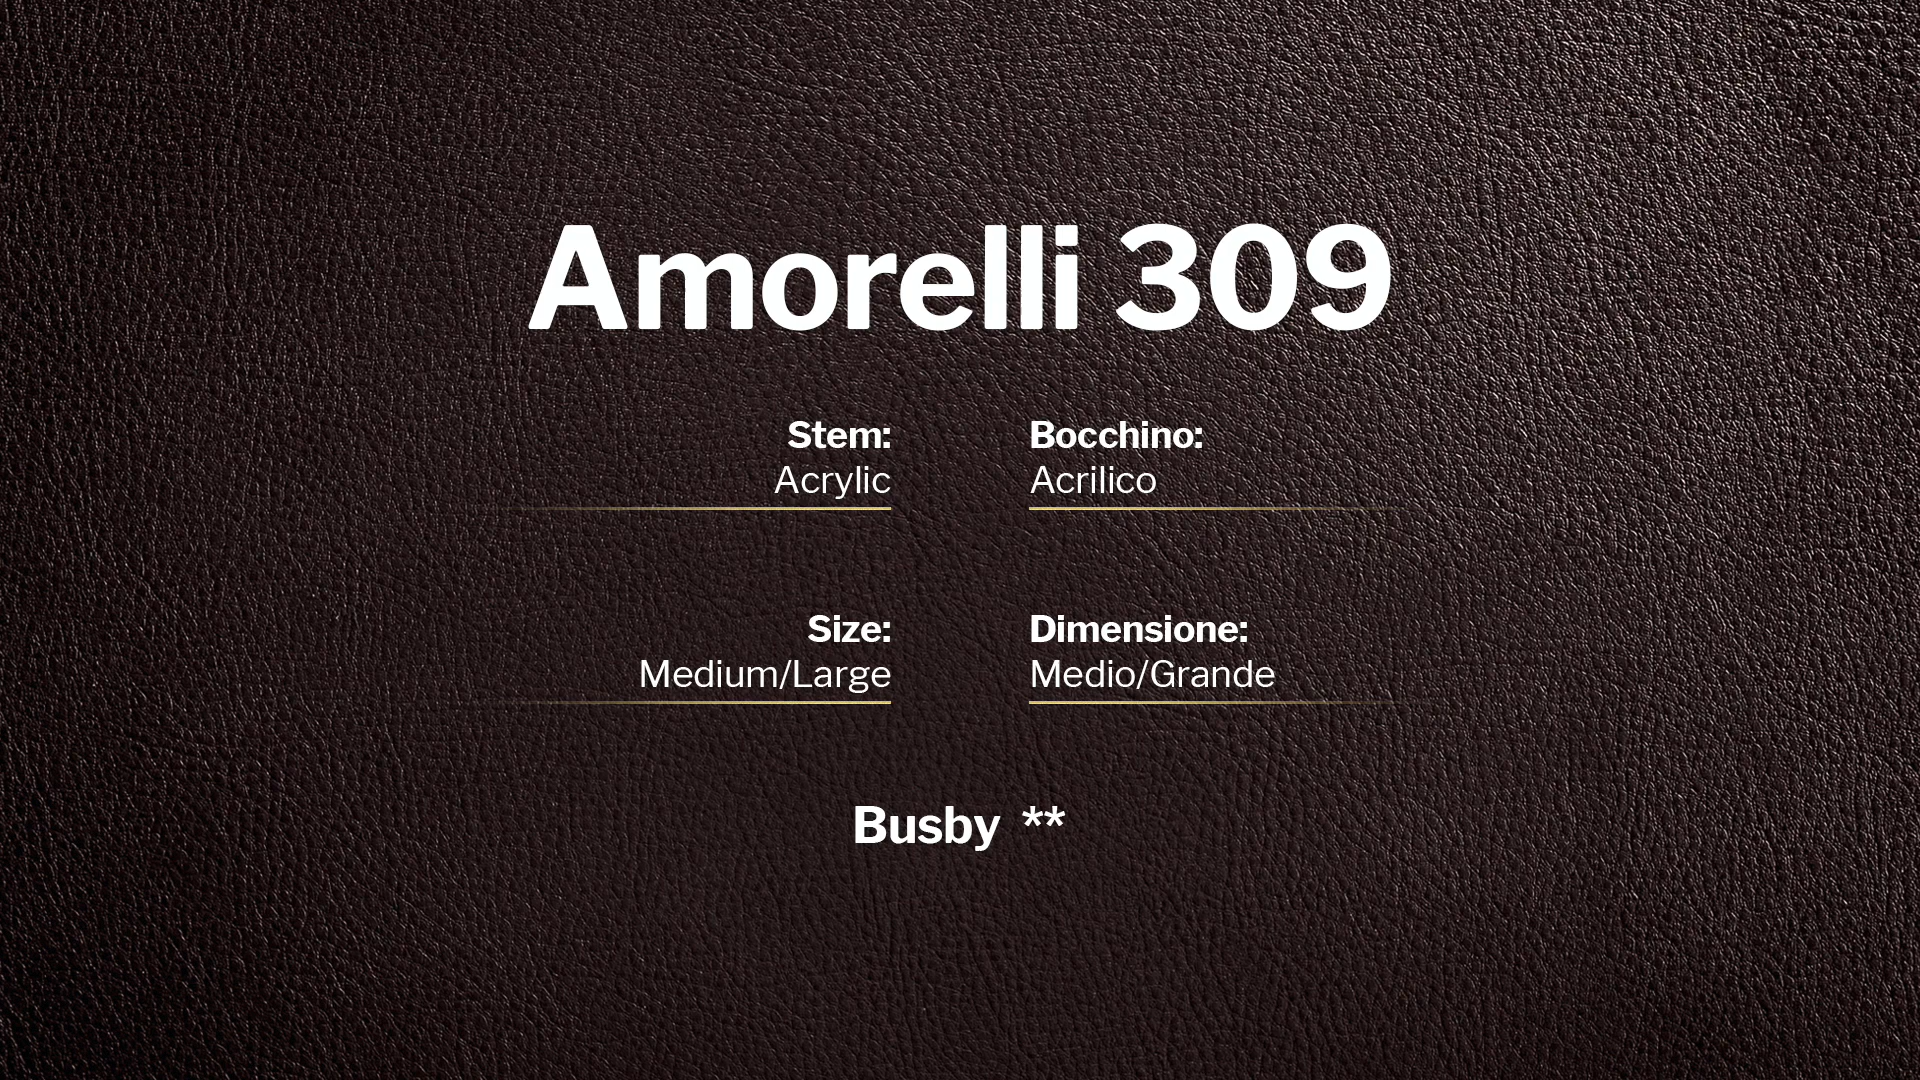 Amorelli 309
Stem:
Acrylic
Bocchino:
Acrilico
Size:
Medium/Large
Dimensione:
Medio/Grande
Busby **